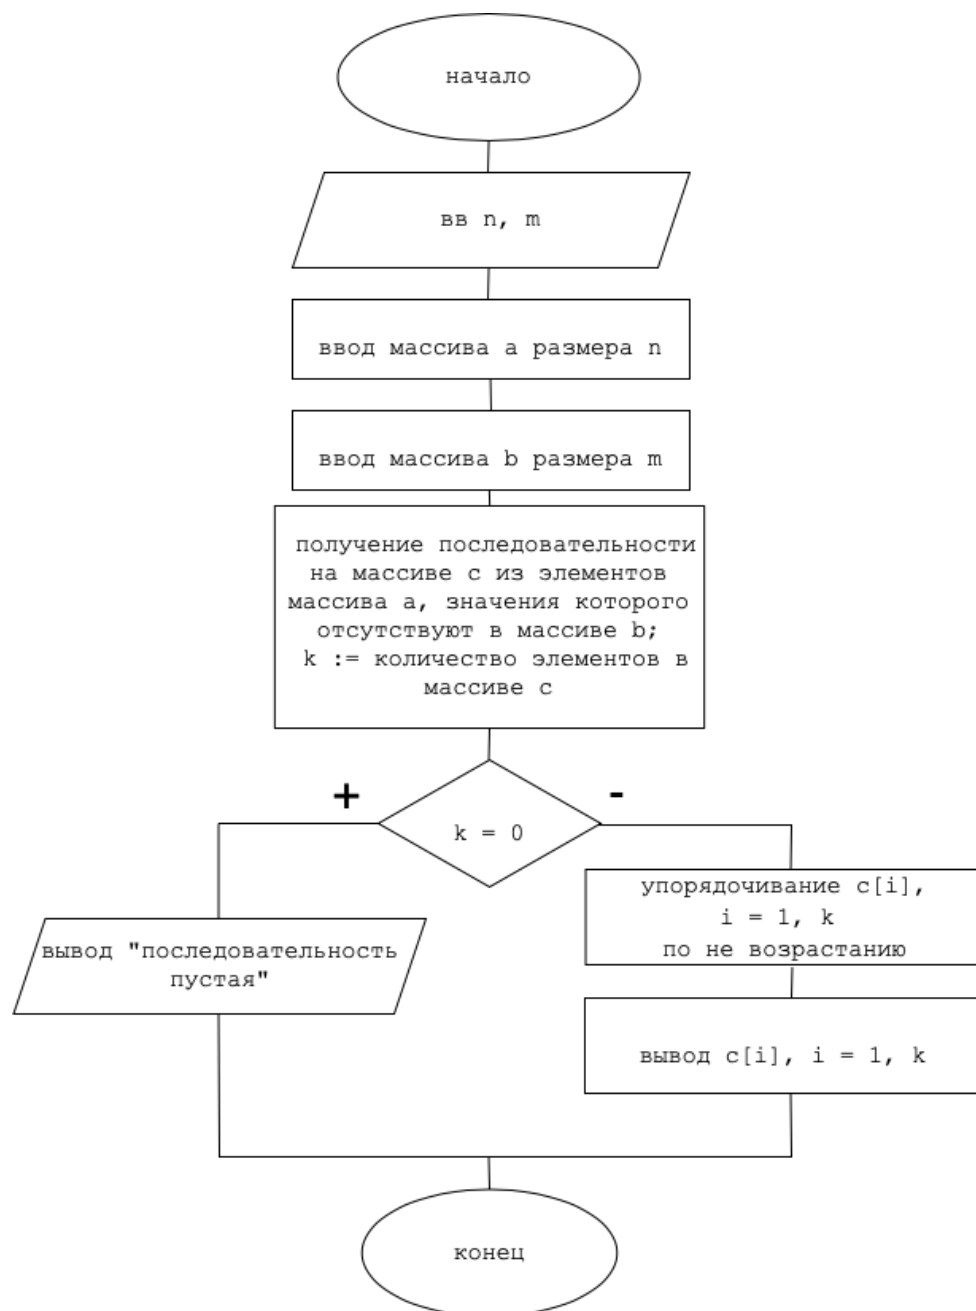 начало
вв n, m
ввод массива a размера n
ввод массива b размера m
получение последовательности
на массиве c из элементов
массива a, значения которого
отсутствуют в массиве b;
k := количество элементов в
массиве c
+
-
k = 0
вывод "последовательность
пустая"
упорядочивание c[i],
i = 1, k
по не возрастанию
вывод c[i], i = 1, k
конец